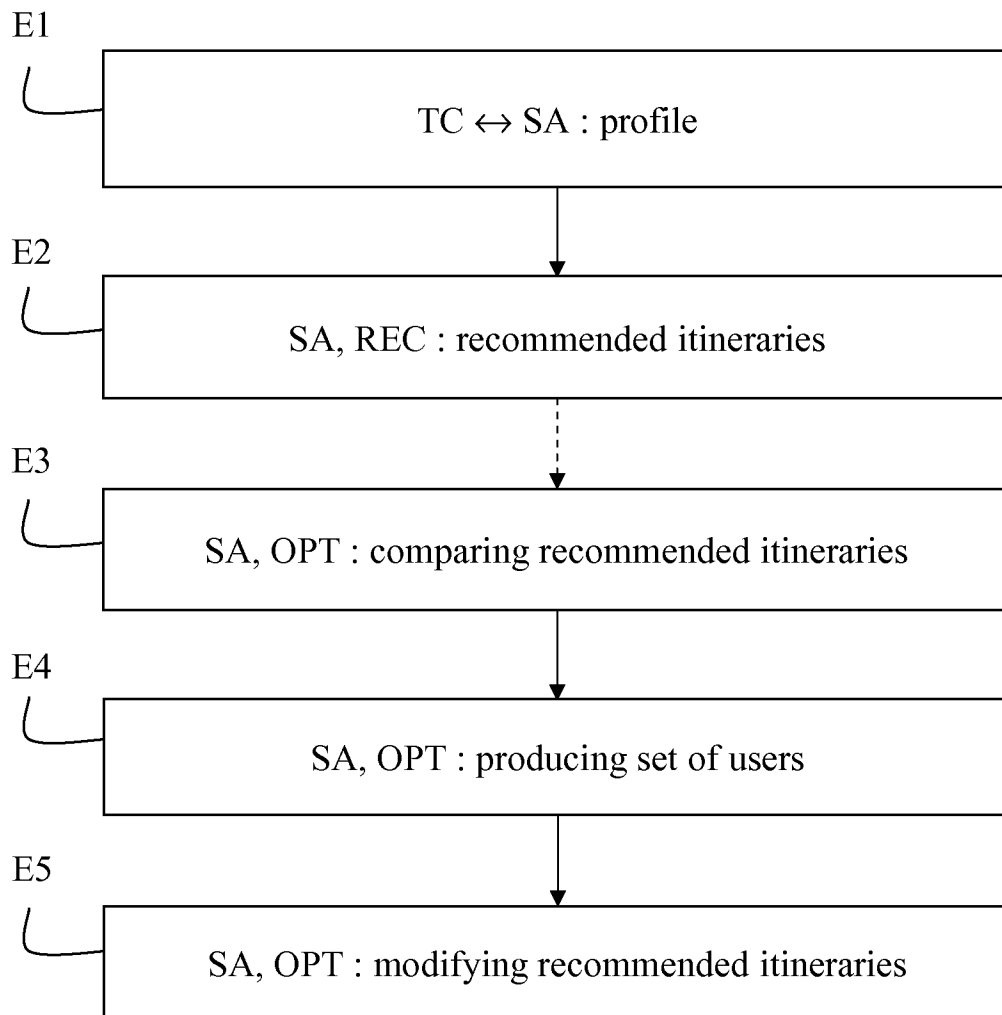 E1
TC ↔ SA : profile
E2
SA, REC : recommended itineraries
E3
SA, OPT : comparing recommended itineraries
E4
SA, OPT : producing set of users
E5
SA, OPT : modifying recommended itineraries